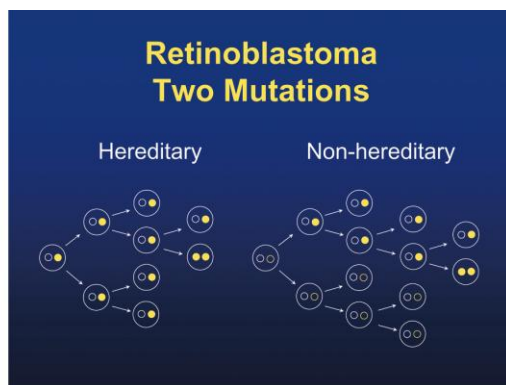 Retinoblastoma
Two Mutations
Hereditary
Non-hereditary